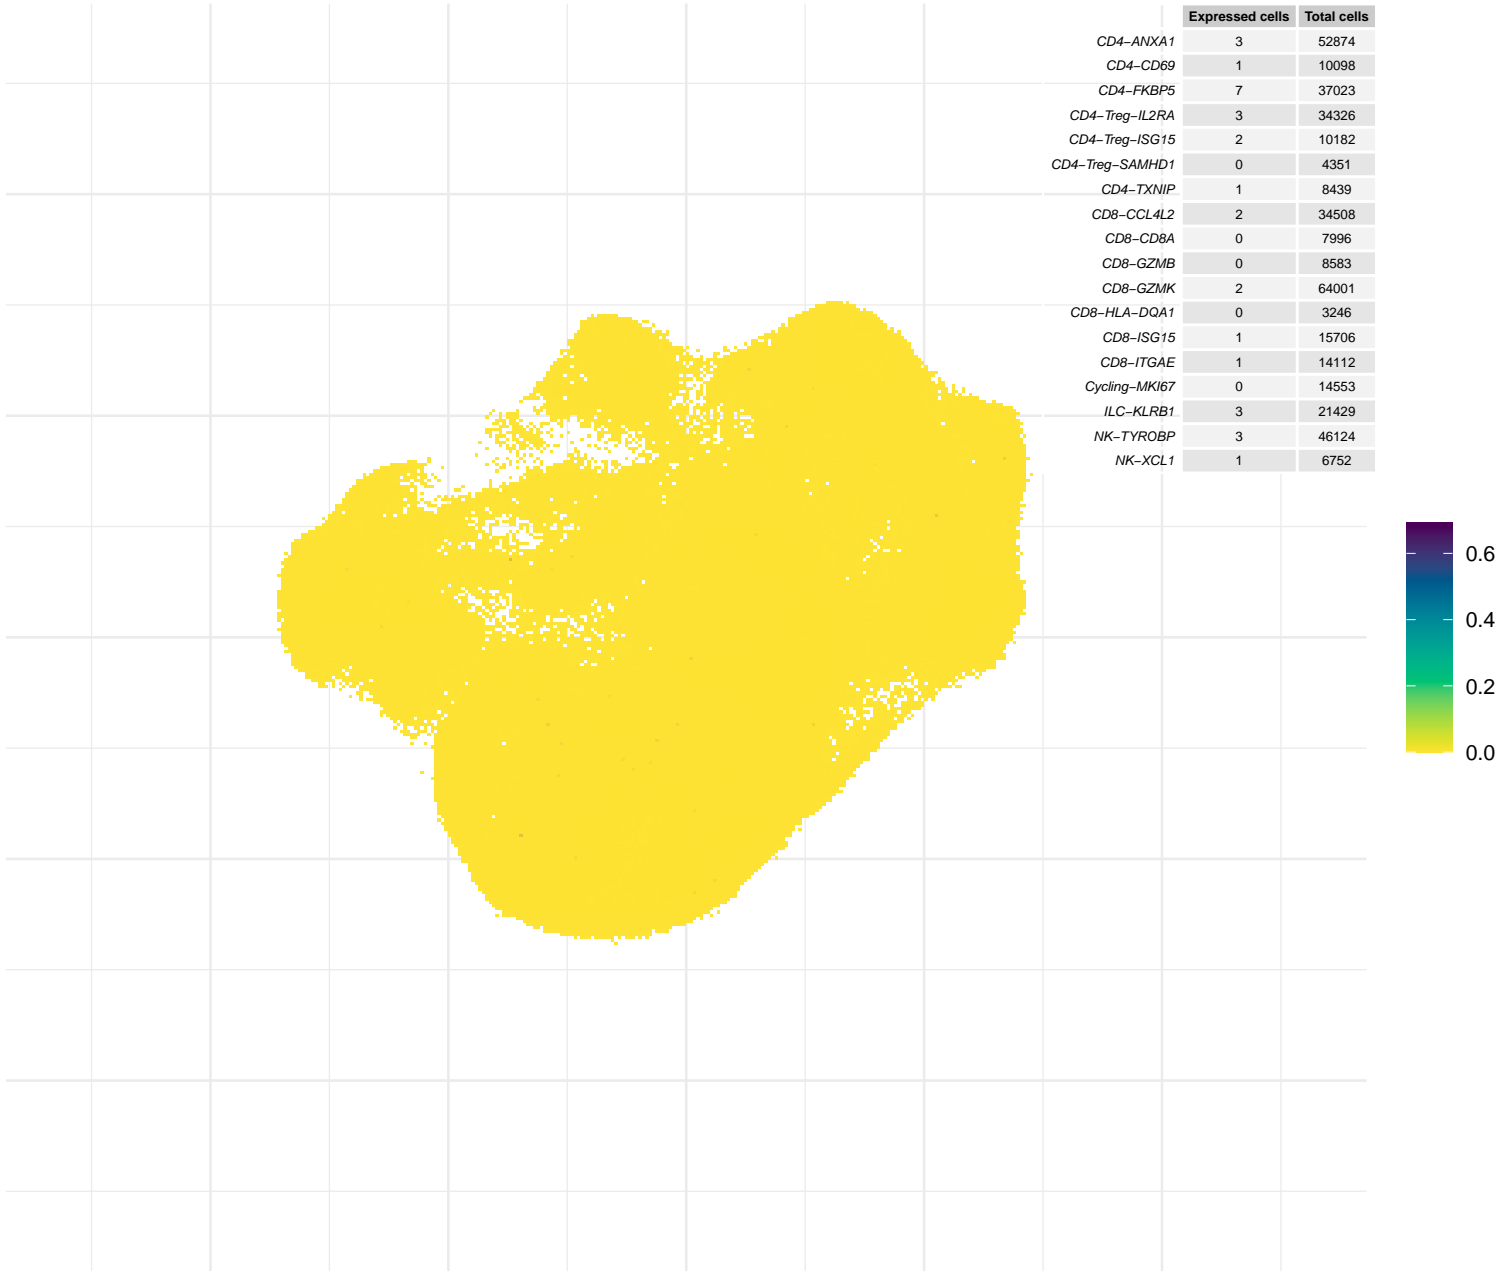 Expressed cells Total cells
CD4−ANXA1 3 52874
CD4−CD69 1 10098
CD4−FKBP5 7 37023
CD4−Treg−IL2RA 3 34326
CD4−Treg−ISG15 2 10182
CD4−Treg−SAMHD1 0 4351
CD4−TXNIP 1 8439
CD8−CCL4L2 2 34508
CD8−CD8A 0 7996
CD8−GZMB 0 8583
CD8−GZMK 2 64001
CD8−HLA−DQA1 0 3246
CD8−ISG15 1 15706
CD8−ITGAE 1 14112
Cycling−MKI67 0 14553
ILC−KLRB1 3 21429
NK−TYROBP 3 46124
NK−XCL1 1 6752
0.6
0.4
0.2
0.0